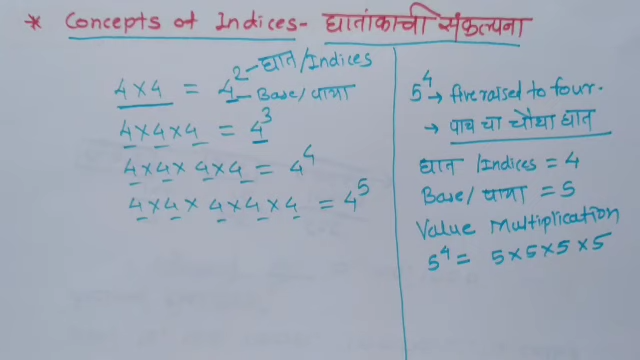 * Concepts of Indices - घातांकाची संकल्पना
4 × 4 = 4² - घात/Indices
- Base/पाया
4 × 4 × 4 = 4³
4 × 4 × 4 × 4 = 4⁴
4 × 4 × 4 × 4 × 4 = 4⁵
5⁴ → five raised to four.
→ पाच चा चौथा घात
घात /Indices = 4
Base/ पाया = 5
Value Multiplication
5⁴ = 5 × 5 × 5 × 5